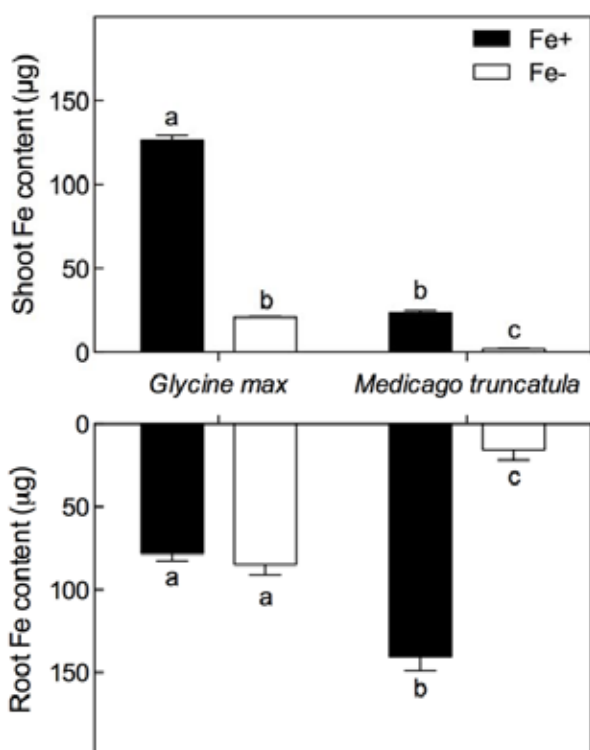 Fe+
Fe-
Shoot Fe content (µg)
150
100
50
0
a
b
b
c
Glycine max
Medicago truncatula
Root Fe content (µg)
0
50
100
150
a
a
b
c